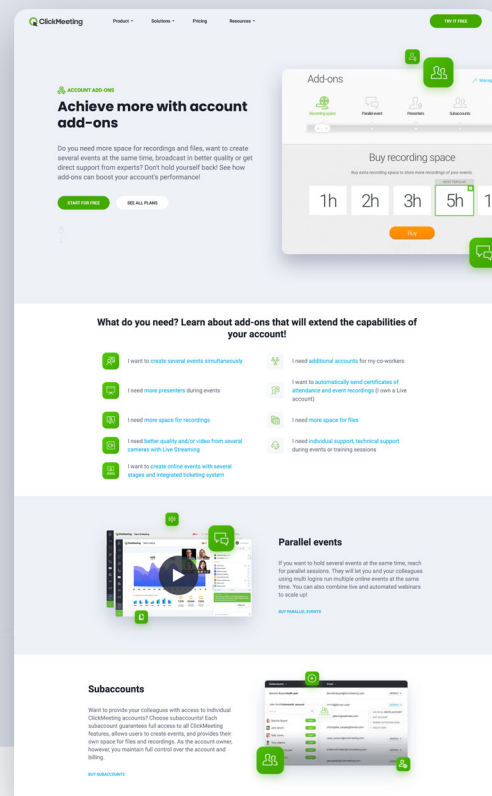 ClickMeeting
Product
Solutions
Pricing
Resources
TRY IT FREE
ACCOUNT ADD-ONS
Achieve more with account
add-ons
Do you need more space for recordings and files, want to create
several events at the same time, broadcast in better quality or get
direct support from experts? Don't hold yourself back! See how
add-ons can boost your account's performance!
START FOR FREE
SEE ALL PLANS
Add-ons
Recording space
Parallel event
Presenters
Subaccounts
Buy recording space
Buy extra recording space to store more recordings of your events.
1h
2h
3h
5h
Buy
What do you need? Learn about add-ons that will extend the capabilities of
your account!
I want to create several events simultaneously
I need more presenters during events
I need more space for recordings
I need better quality and/or video from several
cameras with Live Streaming
I want to create online events with several
stages and integrated ticketing system
I need additional accounts for my co-workers
I want to automatically send certificates of
attendance and event recordings (I own a Live
account)
I need more space for files
I need individual support, technical support
during events or training sessions
Parallel events
If you want to hold several events at the same time, reach
for parallel sessions. They will let you and your colleagues
using multi logins run multiple online events at the same
time. You can also combine live and automated webinars
to scale up!
BUY PARALLEL EVENTS
Subaccounts
Want to provide your colleagues with access to individual
ClickMeeting accounts? Choose subaccounts! Each
subaccount guarantees full access to all ClickMeeting
features, allows users to create events, and provides their
own space for files and recordings. As the account owner,
however, you maintain full control over the account and
billing.
BUY SUBACCOUNTS